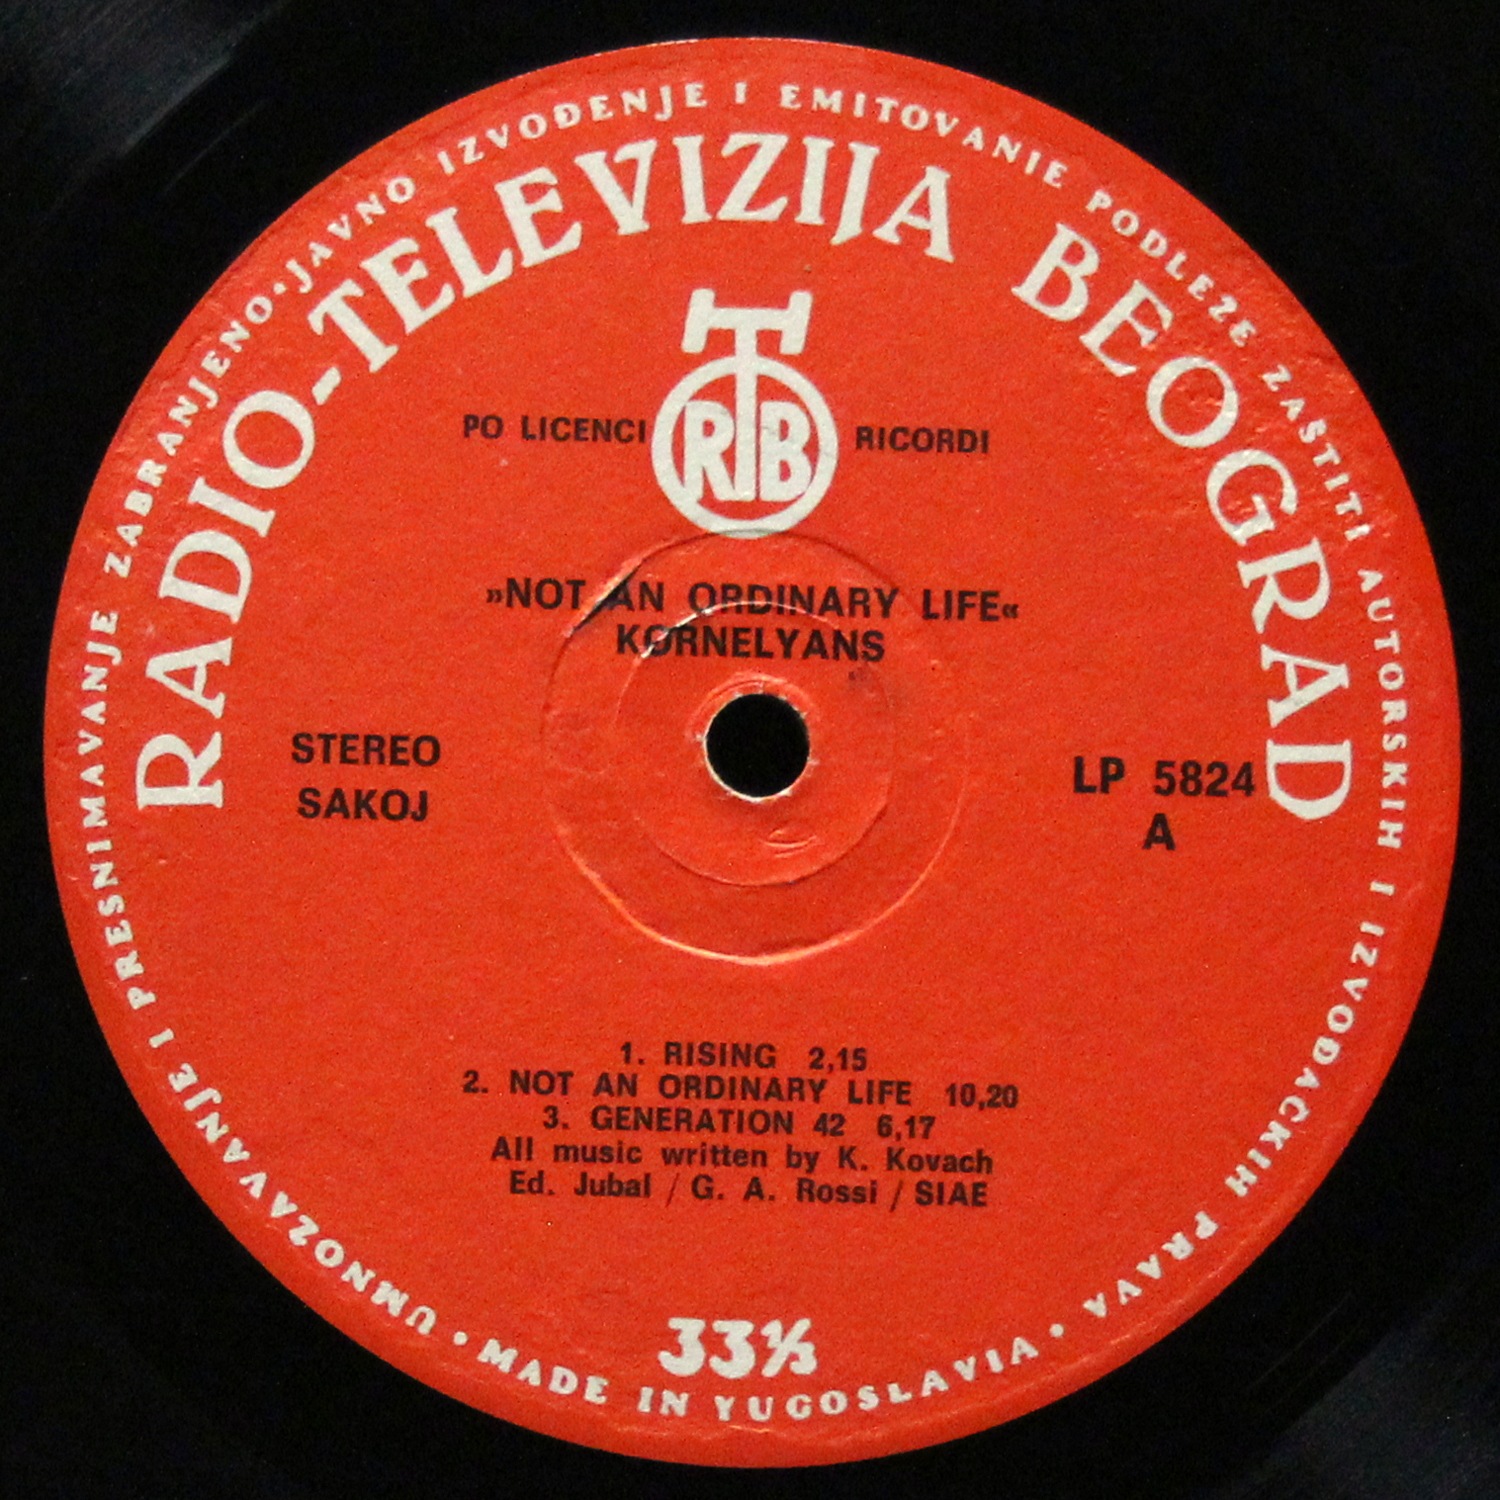 UMNOŽAVANJE I PRESNIMAVANJE ZABRANJENO • JAVNO IZVOĐENJE I EMITOVANJE PODLEŽE ZAŠTITI AUTORSKIH I IZVOĐAČKIH PRAVA •
RADIO-TELEVIZIJA BEOGRAD
RTB
PO LICENCI RICORDI
»NOT AN ORDINARY LIFE«
KORNELYANS
STEREO
SAKOJ
LP 5824
A
1. RISING 2,15
2. NOT AN ORDINARY LIFE 10,20
3. GENERATION 42 6,17
All music written by K. Kovach
Ed. Jubal / G. A. Rossi / SIAE
33⅓
• MADE IN YUGOSLAVIA